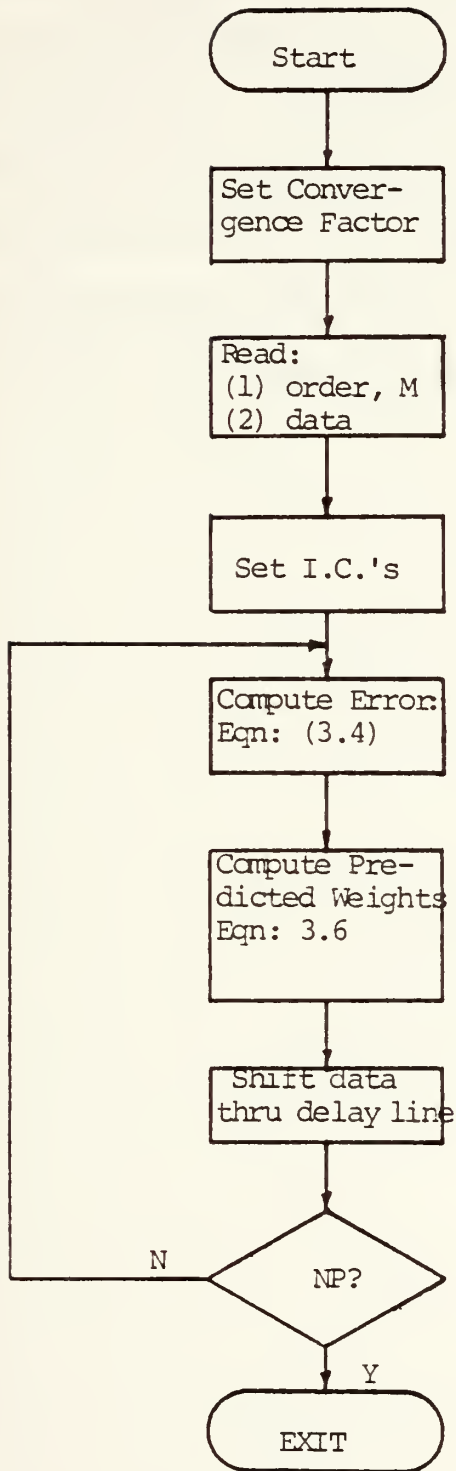 Start
Set Conver-
gence Factor
Read:
(1) order, M
(2) data
Set I.C.'s
Compute Error:
Eqn: (3.4)
Compute Pre-
dicted Weights
Eqn: 3.6
Shift data
thru delay line
NP?
N
Y
EXIT